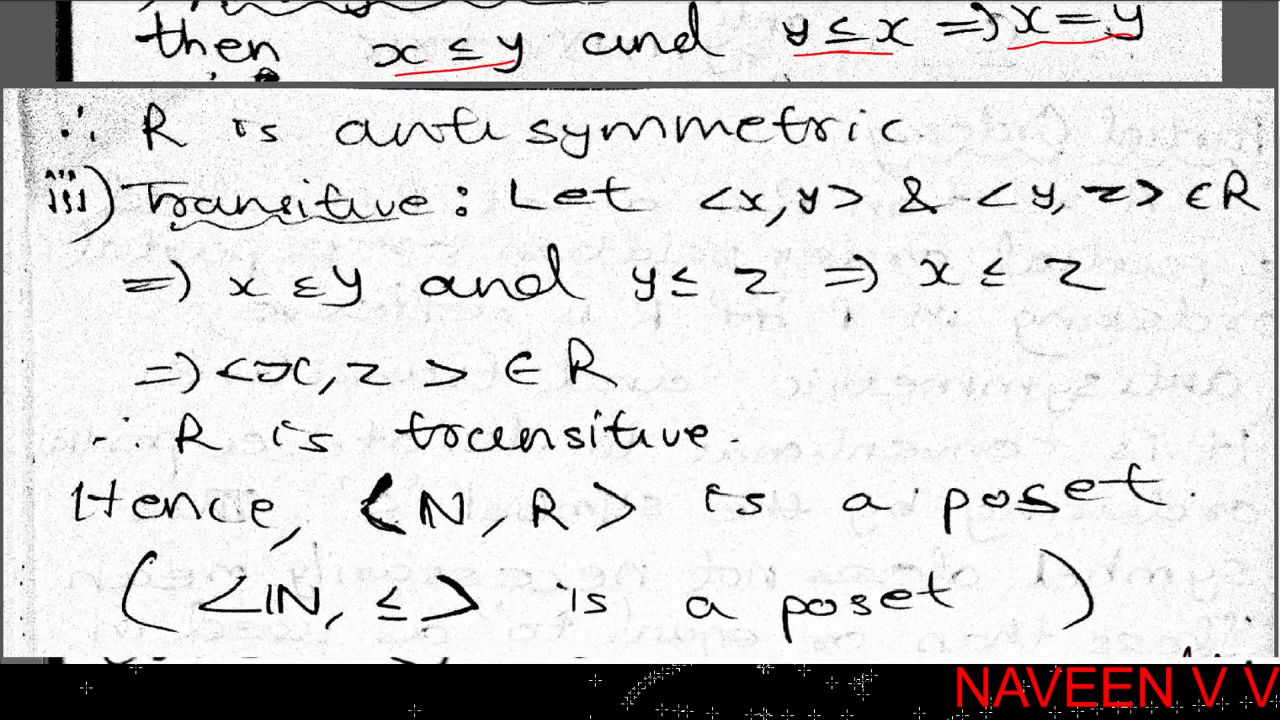 then x ≤ y and y ≤ x ⇒ x = y
∴ R is antisymmetric.
iii) Transitive: Let <x, y> & <y, z> ∈ R
⇒ x ≤ y and y ≤ z ⇒ x ≤ z
⇒ <x, z> ∈ R
∴ R is transitive.
Hence, <N, R> is a poset.
(<ℕ, ≤> is a poset)
NAVEEN V V